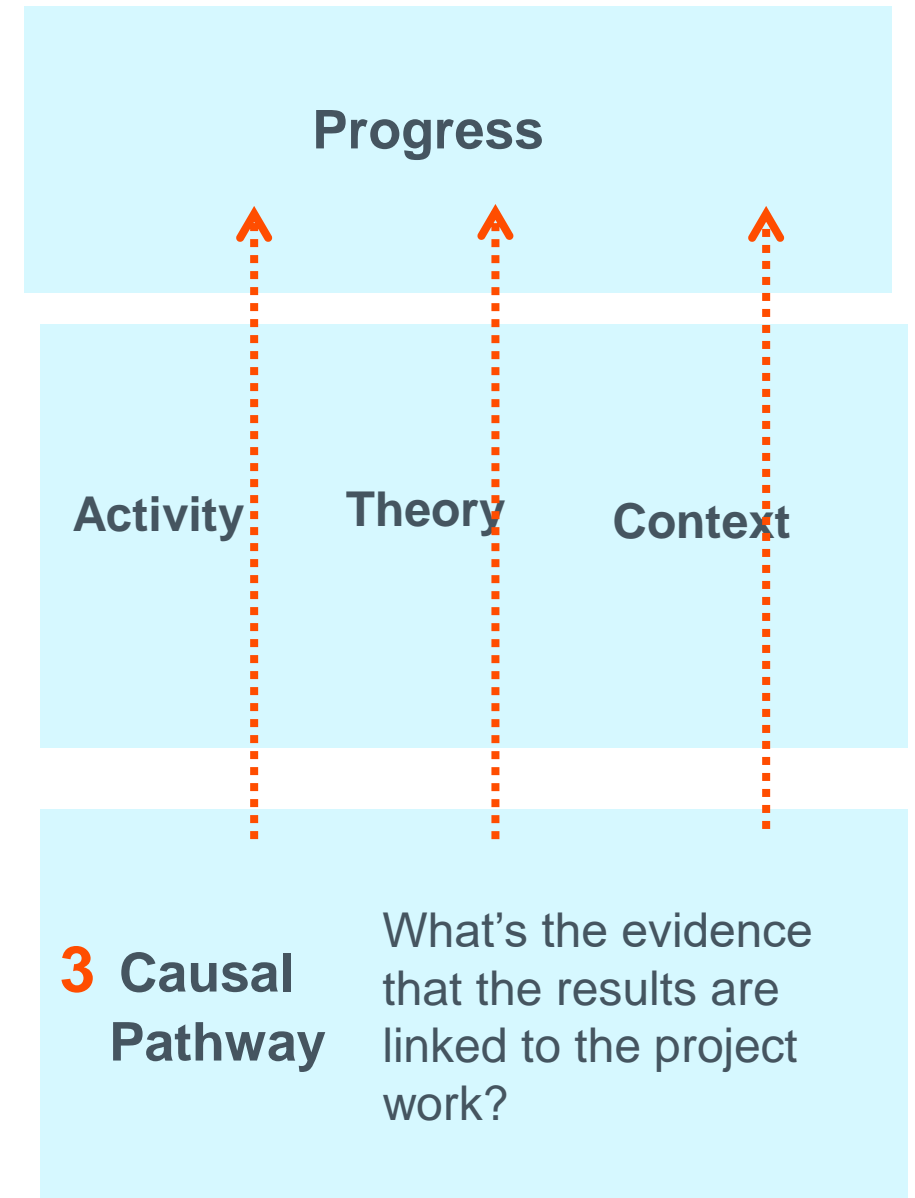 Progress
Activity Theory Context
3 Causal Pathway
What's the evidence
that the results are
linked to the project
work?